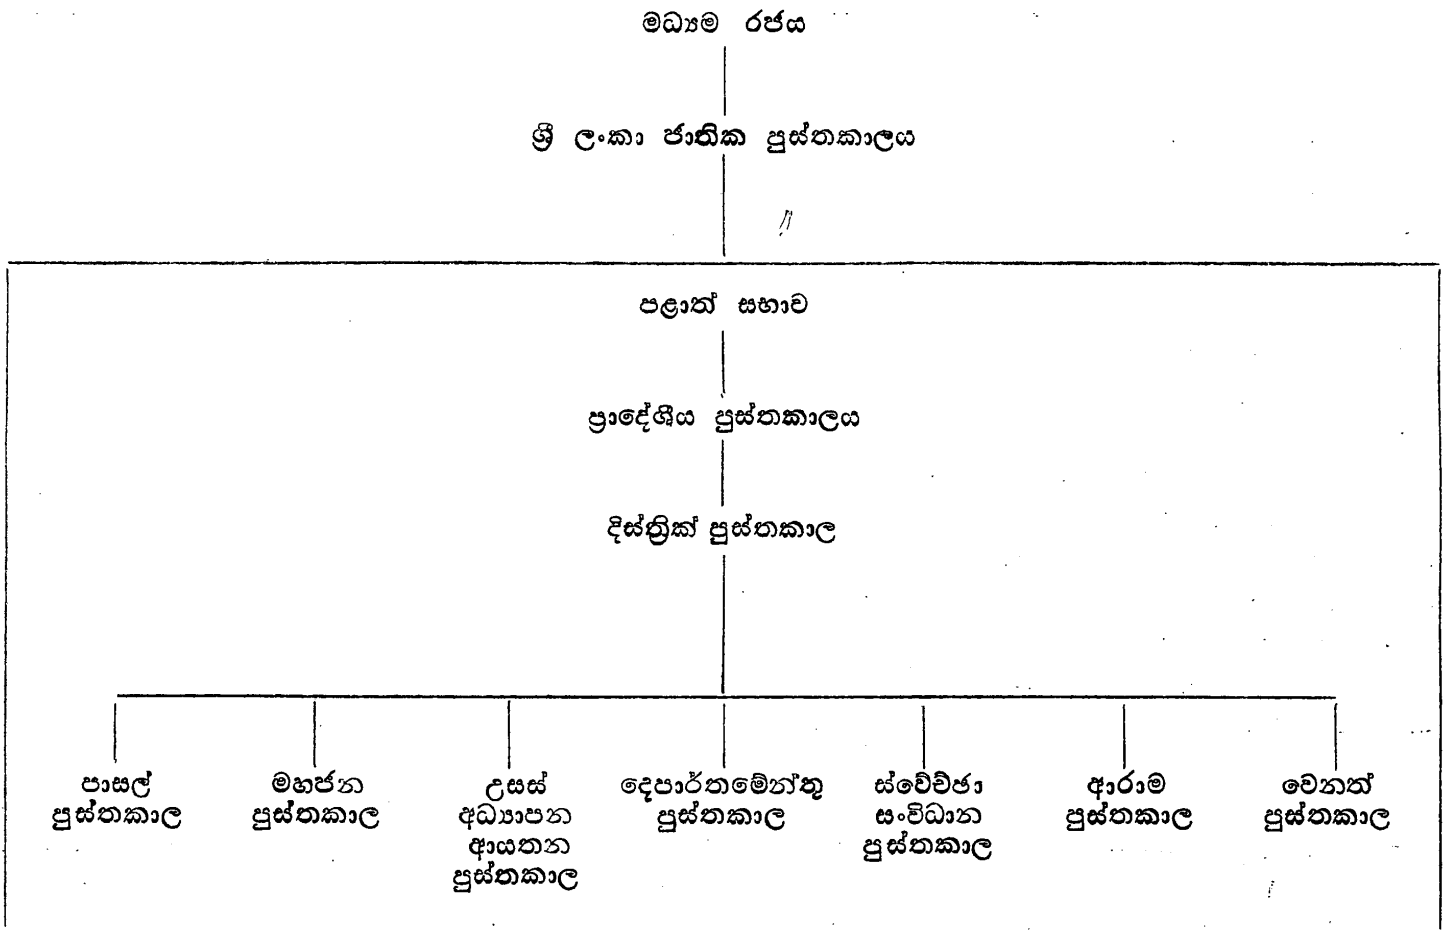 මධ්‍යම රජය
ශ්‍රී ලංකා ජාතික පුස්තකාලය
පළාත් සභාව
ප්‍රාදේශීය පුස්තකාලය
දිස්ත්‍රික් පුස්තකාල
පාසල්
පුස්තකාල
මහජන
පුස්තකාල
උසස්
අධ්‍යාපන
ආයතන
පුස්තකාල
දෙපාර්තමේන්තු
පුස්තකාල
ස්වේච්ඡා
සංවිධාන
පුස්තකාල
ආරාම
පුස්තකාල
වෙනත්
පුස්තකාල